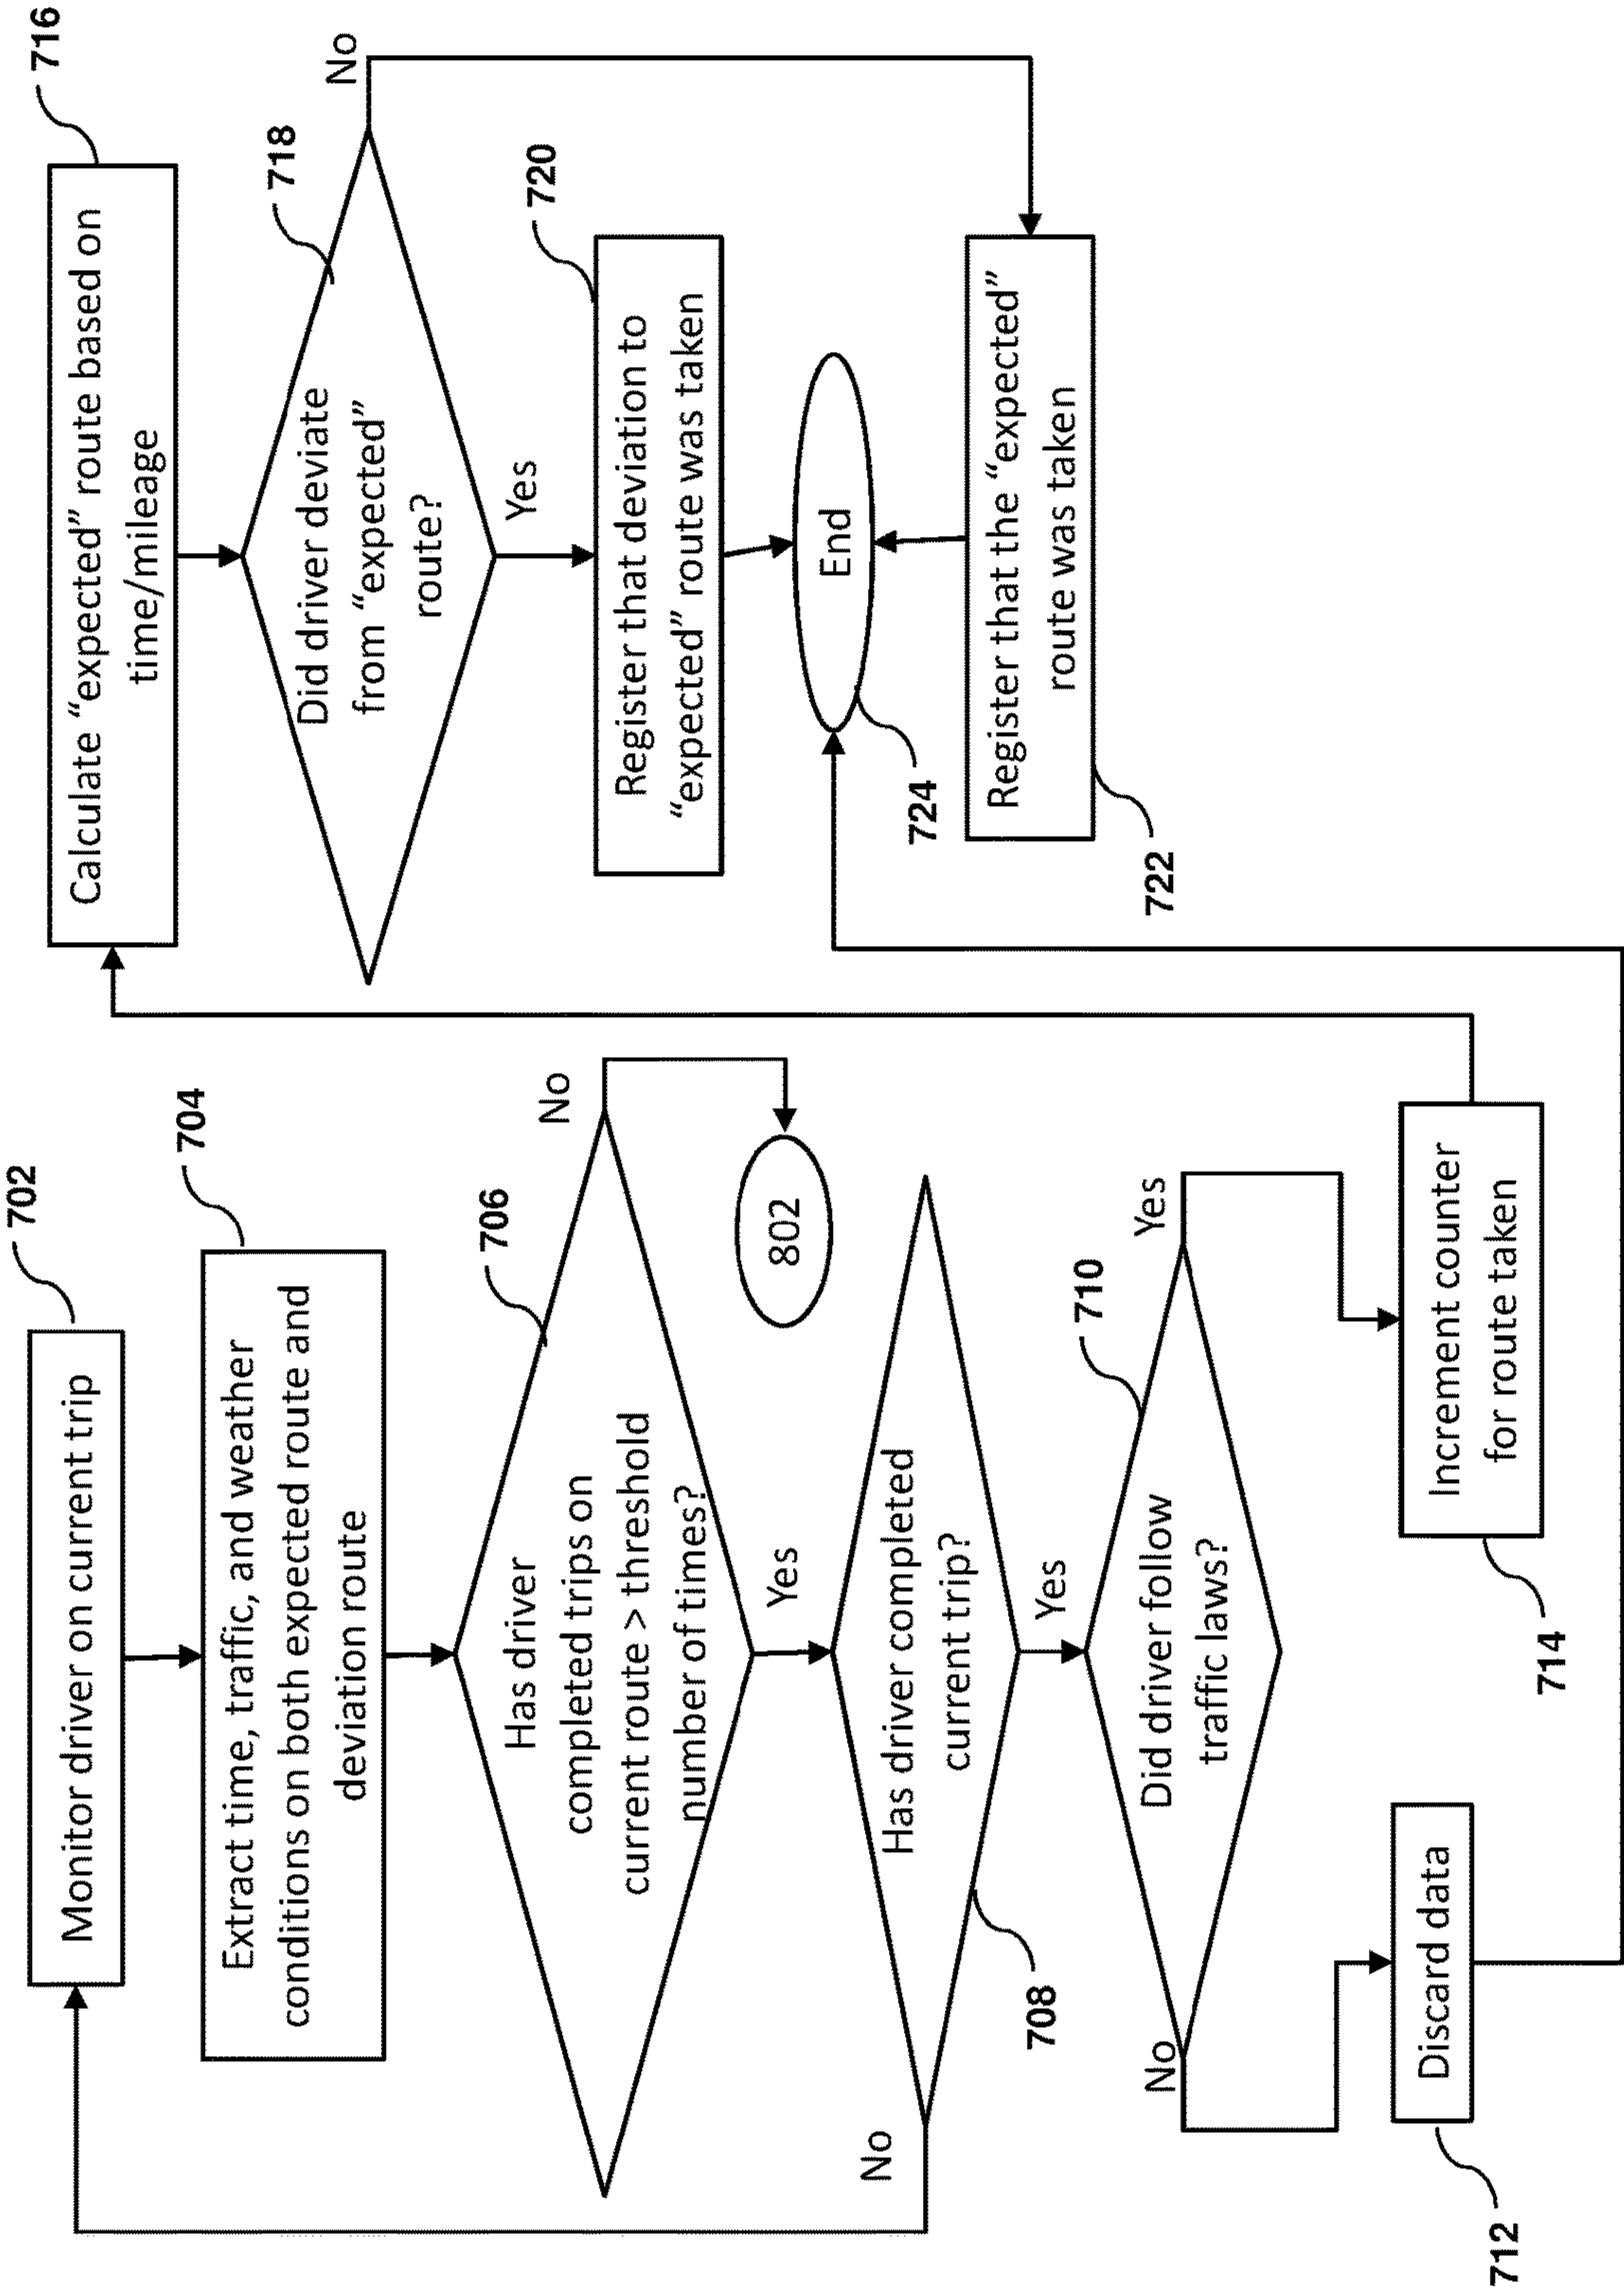 702
Monitor driver on current trip
704
Extract time, traffic, and weather
conditions on both expected route and
deviation route
706
Has driver
completed trips on
current route > threshold
number of times?
No
802
Yes
Has driver completed
current trip?
No
708
Yes
710
Did driver follow
traffic laws?
No
Yes
Discard data
712
Increment counter
for route taken
714
716
Calculate “expected” route based on
time/mileage
718
Did driver deviate
from “expected”
route?
No
Yes
720
Register that deviation to
“expected” route was taken
End
724
Register that the “expected”
route was taken
722